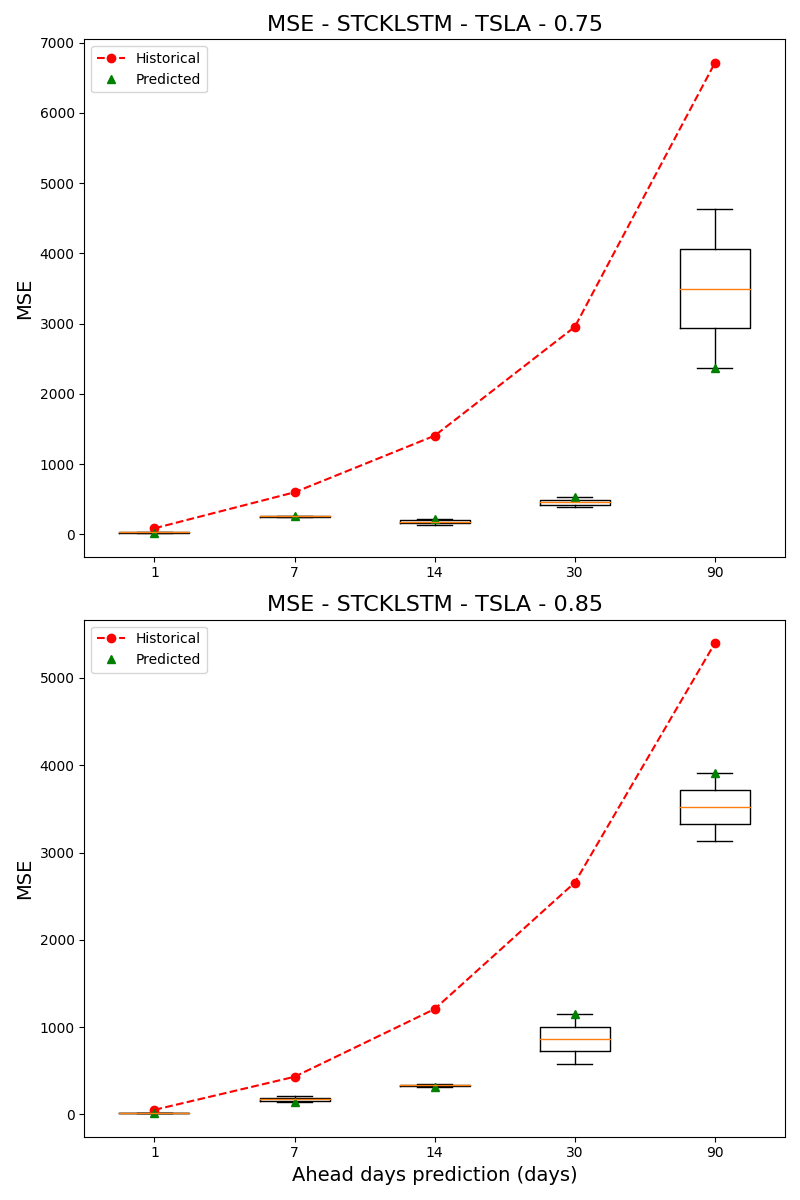 MSE - STCKLSTM - TSLA - 0.75
7000
6000
5000
4000
3000
2000
1000
0
MSE
Historical
Predicted
1 7 14 30 90
MSE - STCKLSTM - TSLA - 0.85
5000
4000
3000
2000
1000
0
MSE
Historical
Predicted
1 7 14 30 90
Ahead days prediction (days)